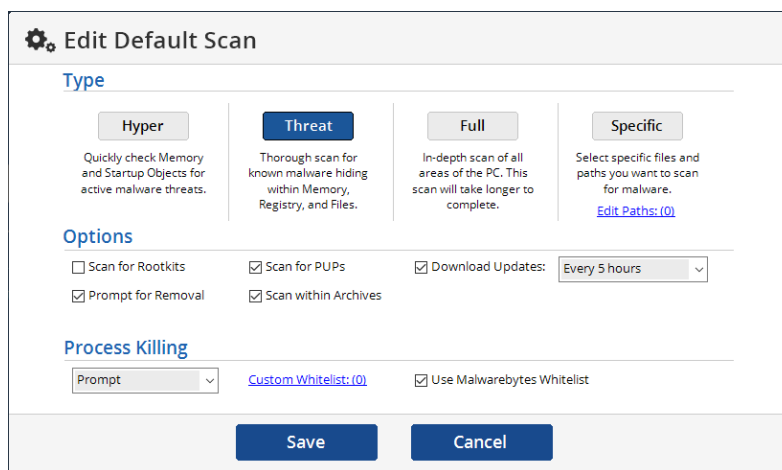 Edit Default Scan
Type
Hyper
Quickly check Memory
and Startup Objects for
active malware threats.
Threat
Thorough scan for
known malware hiding
within Memory,
Registry, and Files.
Full
In-depth scan of all
areas of the PC. This
scan will take longer to
complete.
Specific
Select specific files and
paths you want to scan
for malware.
Edit Paths: (0)
Options
Scan for Rootkits
Scan for PUPs
Download Updates:
Every 5 hours
Prompt for Removal
Scan within Archives
Process Killing
Prompt
Custom Whitelist: (0)
Use Malwarebytes Whitelist
Save
Cancel